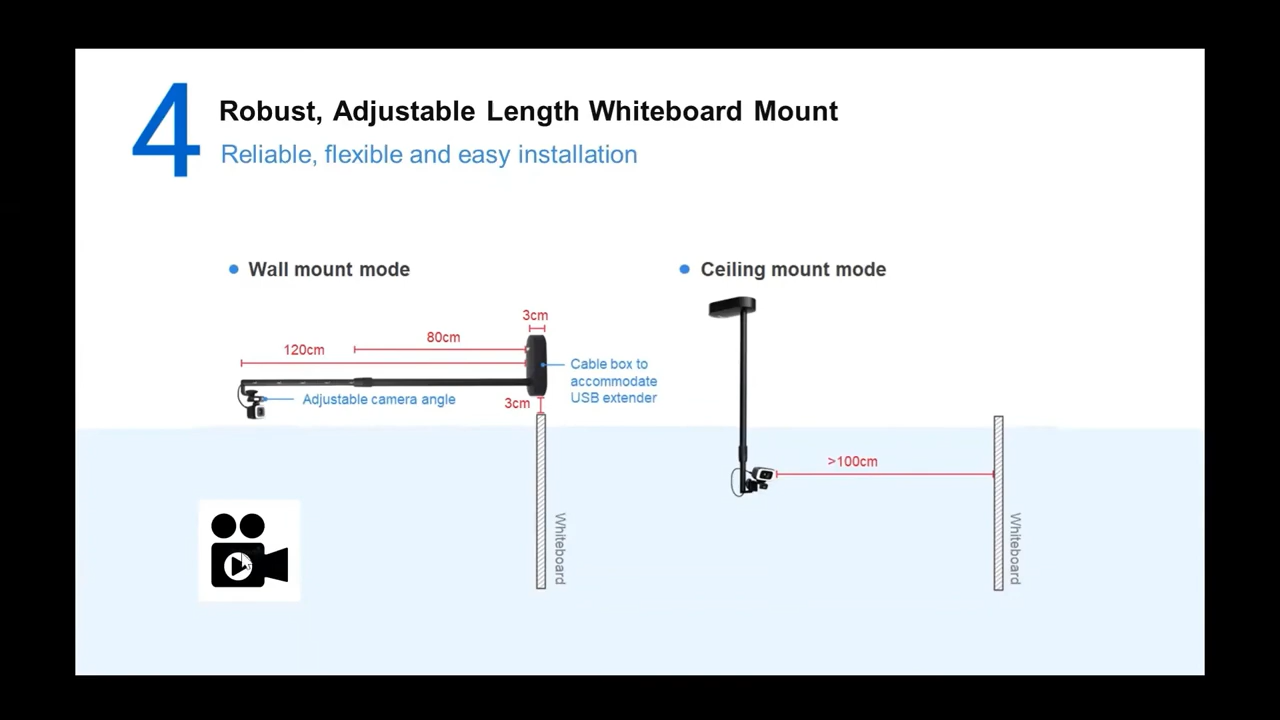 4
Robust, Adjustable Length Whiteboard Mount
Reliable, flexible and easy installation
Wall mount mode
3cm
80cm
120cm
Cable box to
accommodate
USB extender
Adjustable camera angle
3cm
Whiteboard
Ceiling mount mode
>100cm
Whiteboard